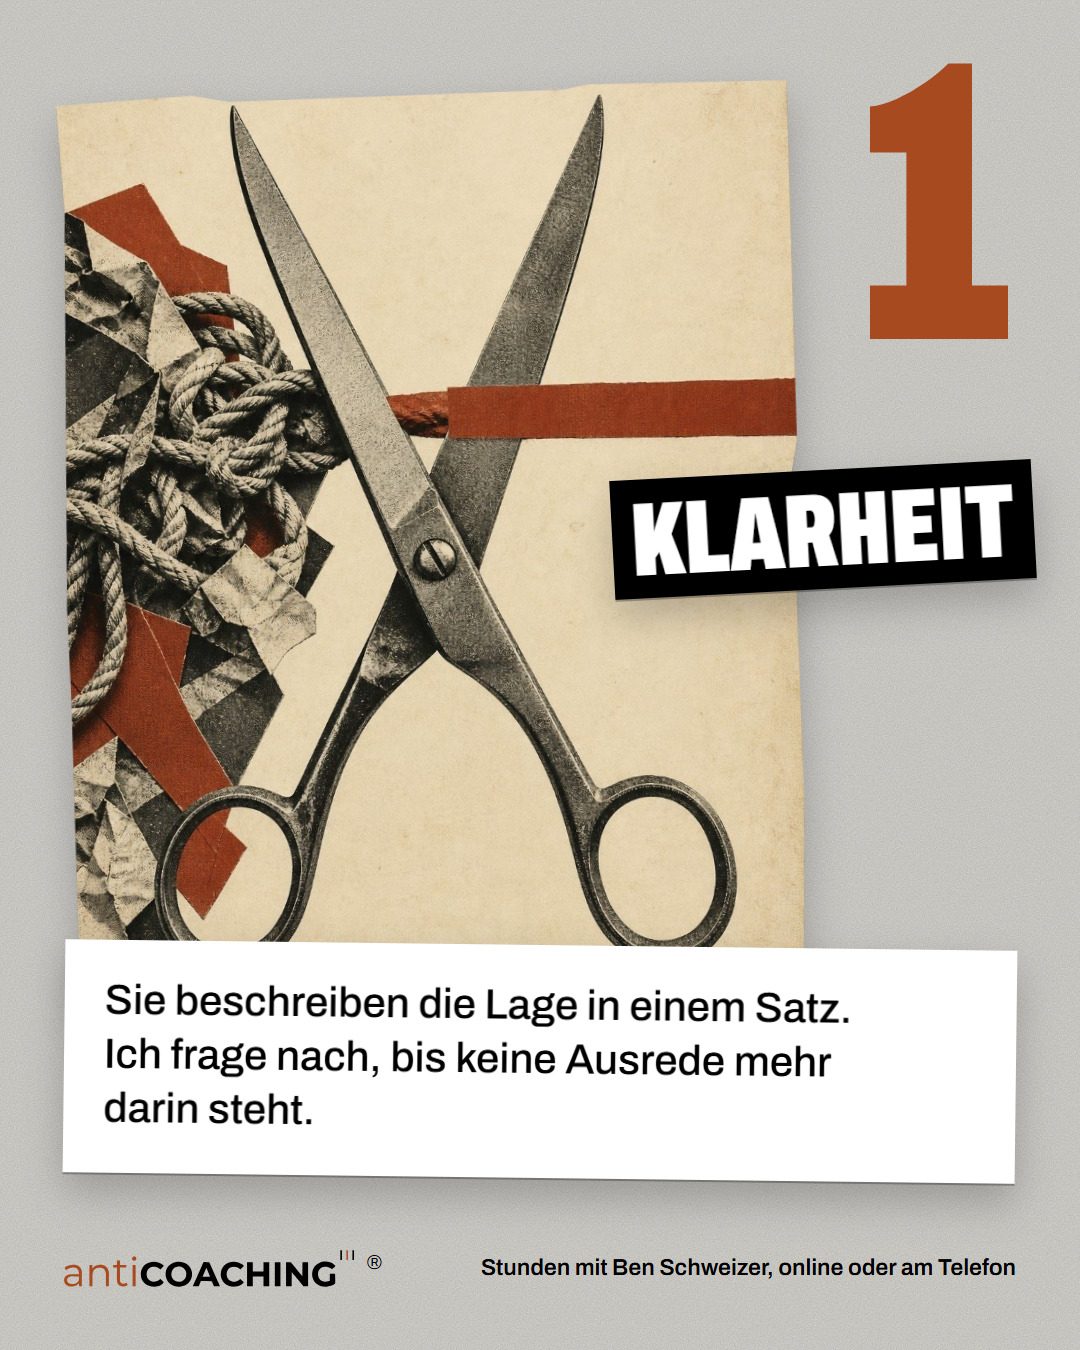 1
KLARHEIT
Sie beschreiben die Lage in einem Satz.
Ich frage nach, bis keine Ausrede mehr
darin steht.
antiCOACHING ®
Stunden mit Ben Schweizer, online oder am Telefon